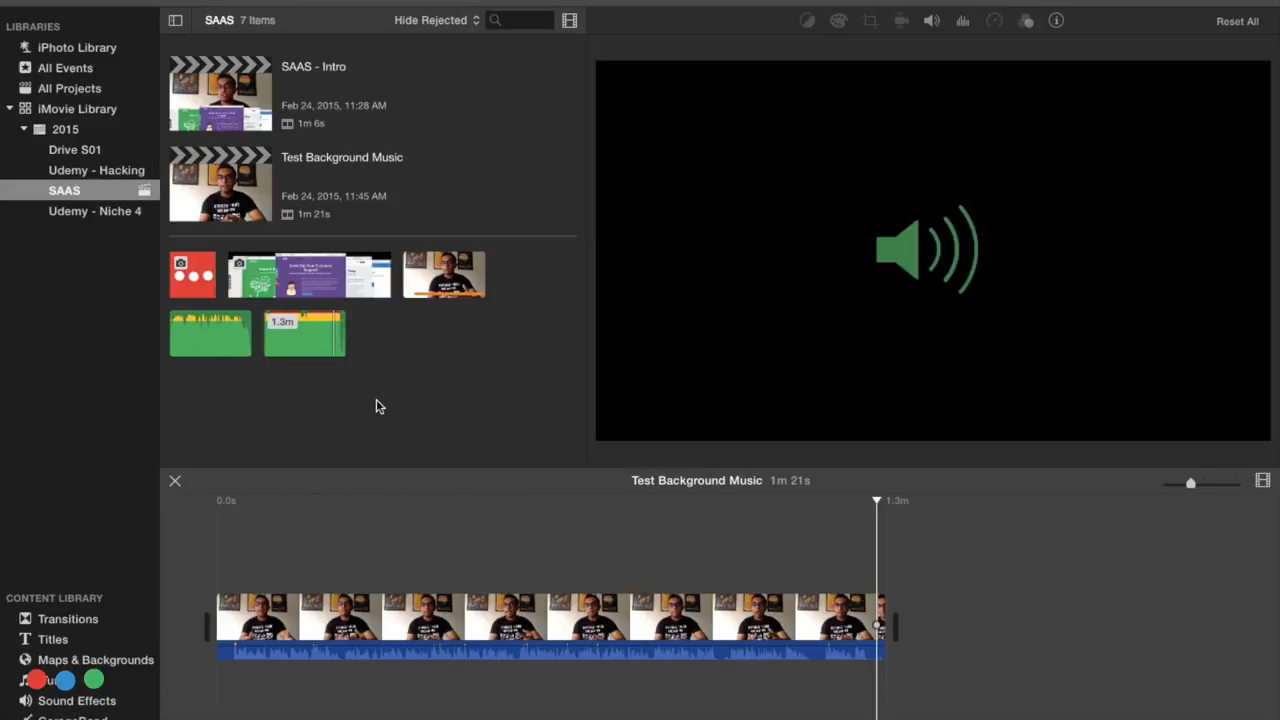 LIBRARIES
iPhoto Library
All Events
All Projects
iMovie Library
2015
Drive S01
Udemy - Hacking
SAAS
Udemy - Niche 4
CONTENT LIBRARY
Transitions
Titles
Maps & Backgrounds
Sound Effects
SAAS 7 Items
Hide Rejected
Reset All
SAAS - Intro
Feb 24, 2015, 11:28 AM
1m 6s
Test Background Music
Feb 24, 2015, 11:45 AM
1m 21s
1.3m
Test Background Music 1m 21s
0.0s
1.3m